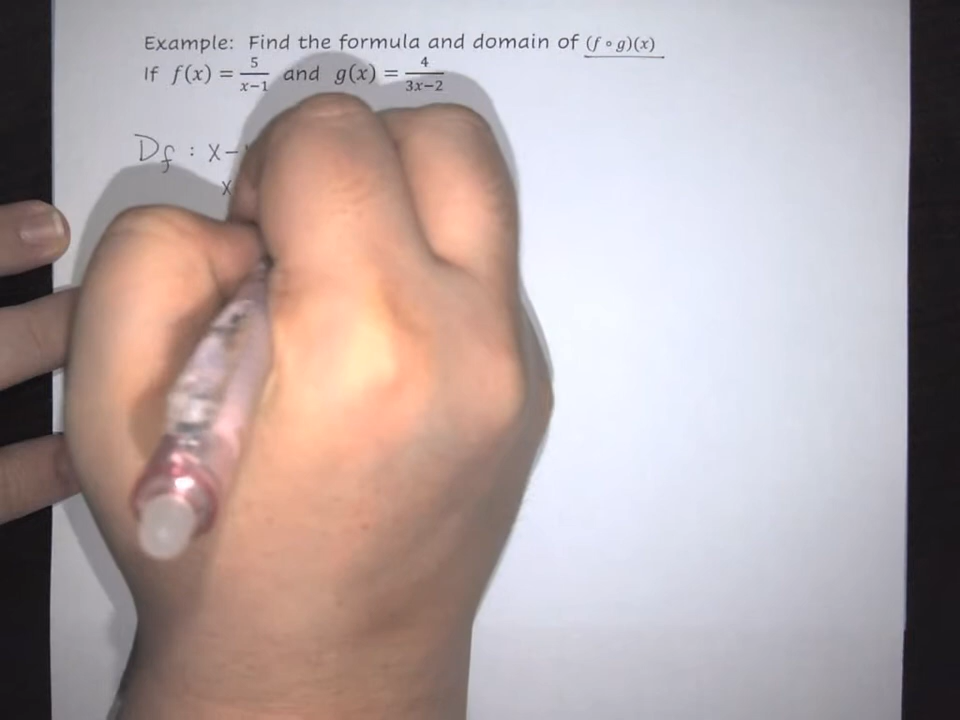 Example: Find the formula and domain of (f ∘ g)(x)
If f(x) = 5/(x−1) and g(x) = 4/(3x−2)
Df : x−
x